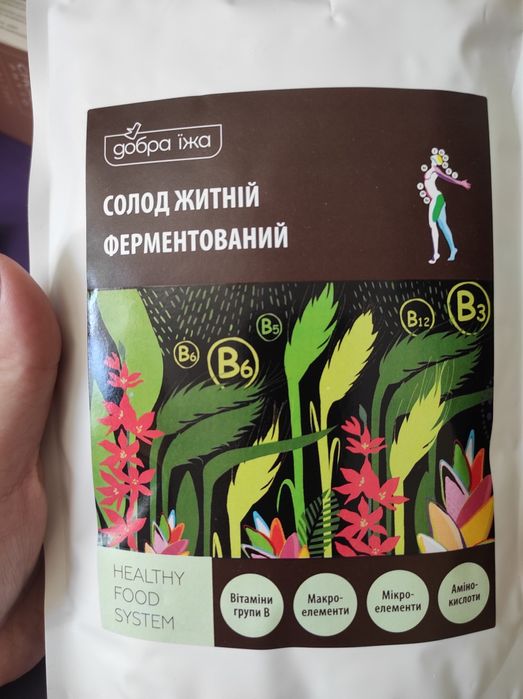 добра їжа
СОЛОД ЖИТНІЙ
ФЕРМЕНТОВАНИЙ
B6
B6
B5
B12
B3
HEALTHY
FOOD
SYSTEM
Вітаміни
групи В
Макро-
елементи
Мікро-
елементи
Аміно-
кислоти